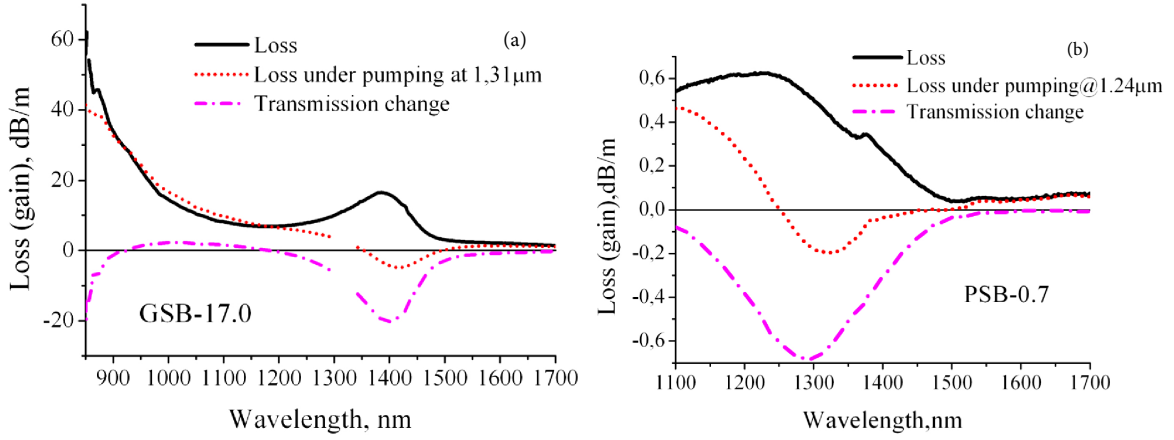 (a)
Loss
Loss under pumping at 1,31μm
Transmission change
60
40
20
0
-20
Loss (gain), dB/m
GSB-17.0
900 1000 1100 1200 1300 1400 1500 1600 1700
Wavelength, nm
(b)
Loss
Loss under pumping@1.24μm
Transmission change
0,6
0,4
0,2
0,0
-0,2
-0,4
-0,6
Loss (gain),dB/m
PSB-0.7
1100 1200 1300 1400 1500 1600 1700
Wavelength,nm